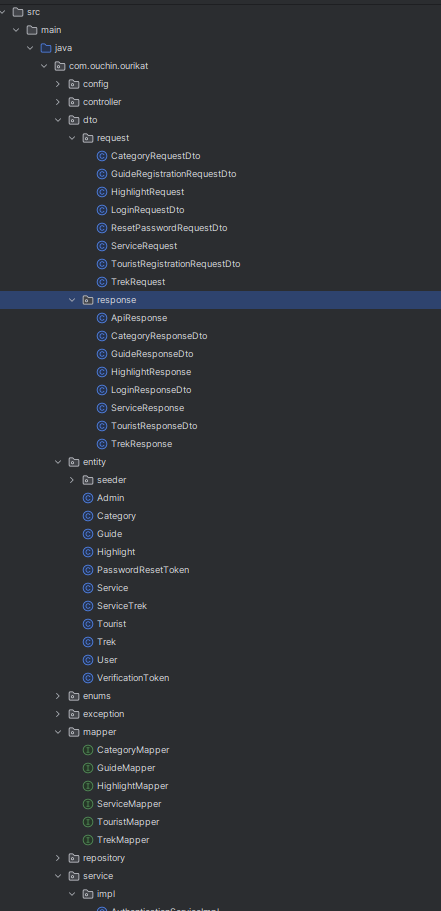 src
main
java
com.ouchin.ourikat
config
controller
dto
request
CategoryRequestDto
GuideRegistrationRequestDto
HighlightRequest
LoginRequestDto
ResetPasswordRequestDto
ServiceRequest
TouristRegistrationRequestDto
TrekRequest
response
ApiResponse
CategoryResponseDto
GuideResponseDto
HighlightResponse
LoginResponseDto
ServiceResponse
TouristResponseDto
TrekResponse
entity
seeder
Admin
Category
Guide
Highlight
PasswordResetToken
Service
ServiceTrek
Tourist
Trek
User
VerificationToken
enums
exception
mapper
CategoryMapper
GuideMapper
HighlightMapper
ServiceMapper
TouristMapper
TrekMapper
repository
service
impl
AuthenticationServiceImpl